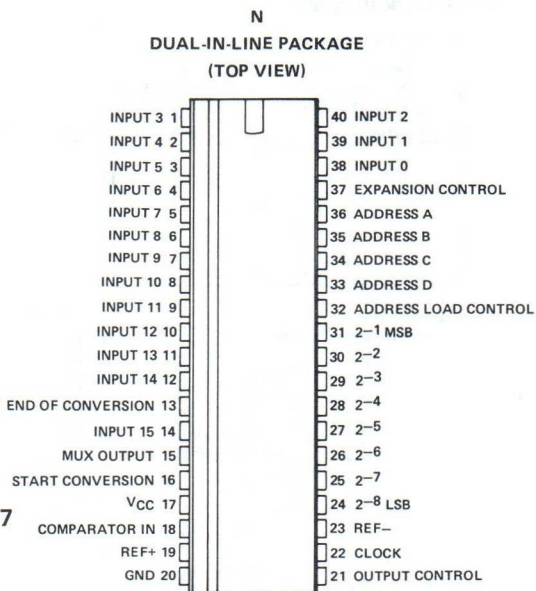 N
DUAL-IN-LINE PACKAGE
(TOP VIEW)
INPUT 3 1
INPUT 4 2
INPUT 5 3
INPUT 6 4
INPUT 7 5
INPUT 8 6
INPUT 9 7
INPUT 10 8
INPUT 11 9
INPUT 12 10
INPUT 13 11
INPUT 14 12
END OF CONVERSION 13
INPUT 15 14
MUX OUTPUT 15
START CONVERSION 16
VCC 17
7
COMPARATOR IN 18
REF+ 19
GND 20
40 INPUT 2
39 INPUT 1
38 INPUT 0
37 EXPANSION CONTROL
36 ADDRESS A
35 ADDRESS B
34 ADDRESS C
33 ADDRESS D
32 ADDRESS LOAD CONTROL
31 2−1 MSB
30 2−2
29 2−3
28 2−4
27 2−5
26 2−6
25 2−7
24 2−8 LSB
23 REF−
22 CLOCK
21 OUTPUT CONTROL